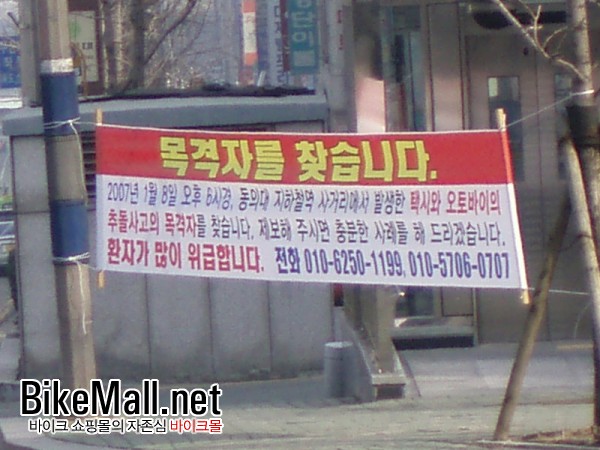 목격자를 찾습니다.
2007년 1월 8일 오후 6시경, 동의대 지하철역 사거리에서 발생한 택시와 오토바이의
추돌사고의 목격자를 찾습니다. 제보해 주시면 충분한 사례를 해 드리겠습니다.
환자가 많이 위급합니다. 전화 010-6250-1199, 010-5706-0707
BikeMall.net
바이크 쇼핑몰의 자존심 바이크몰